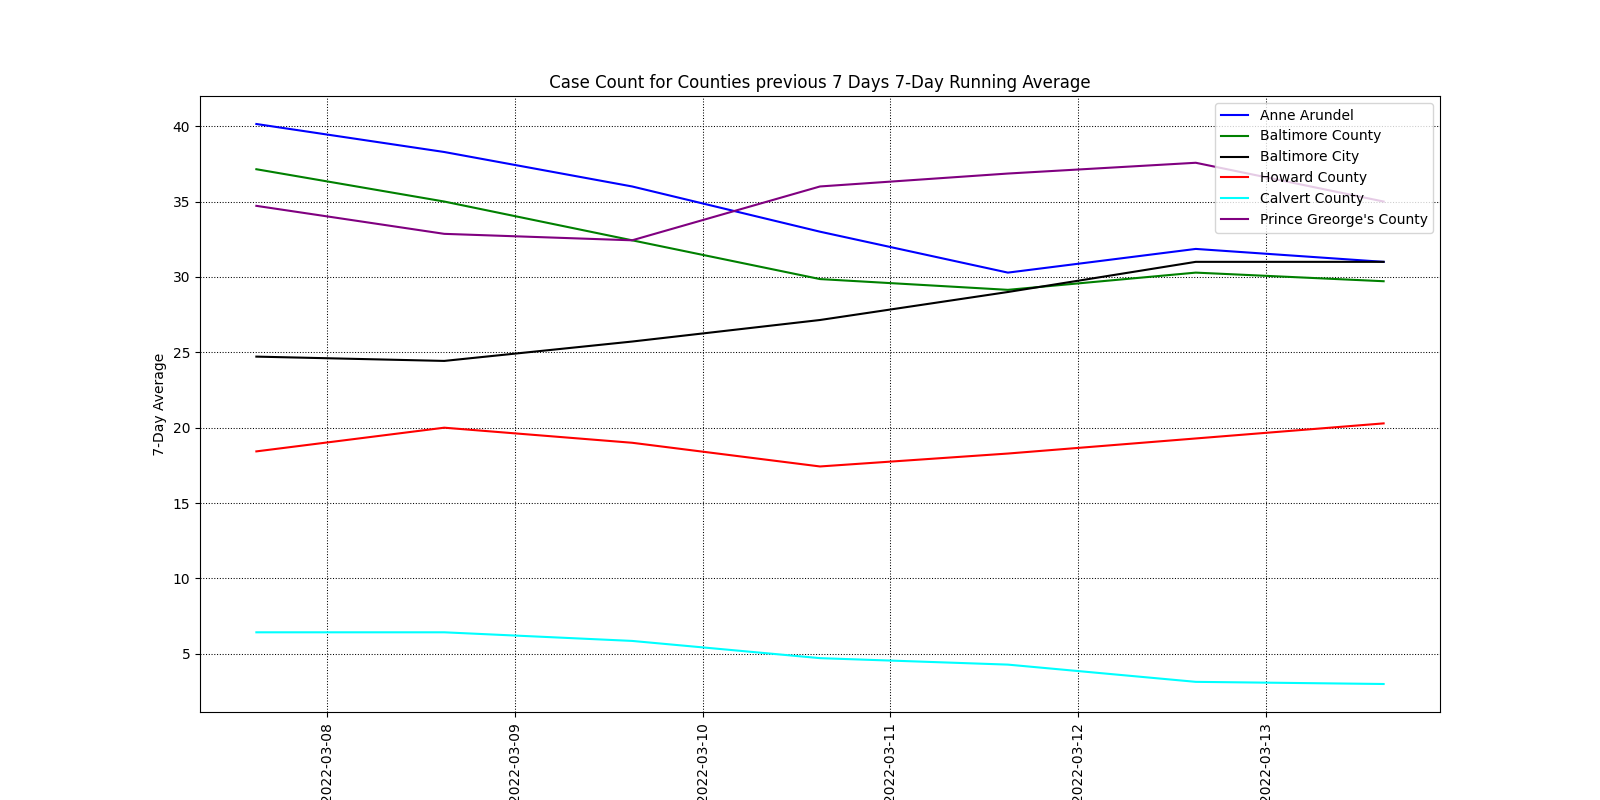 Case Count for Counties previous 7 Days 7-Day Running Average
Anne Arundel
Baltimore County
Baltimore City
Howard County
Calvert County
Prince Greorge's County
7-Day Average
40
35
30
25
20
15
10
5
2022-03-08
2022-03-09
2022-03-10
2022-03-11
2022-03-12
2022-03-13